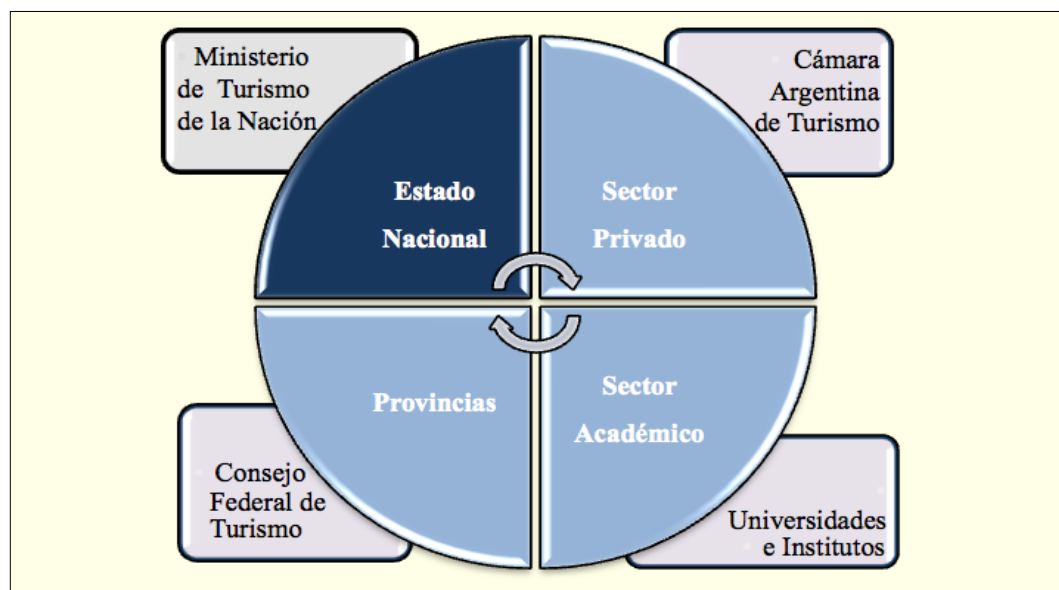 Ministerio
de Turismo
de la Nación
Cámara
Argentina
de Turismo
Estado
Nacional
Sector
Privado
Provincias
Sector
Académico
Consejo
Federal de
Turismo
Universidades
e Institutos